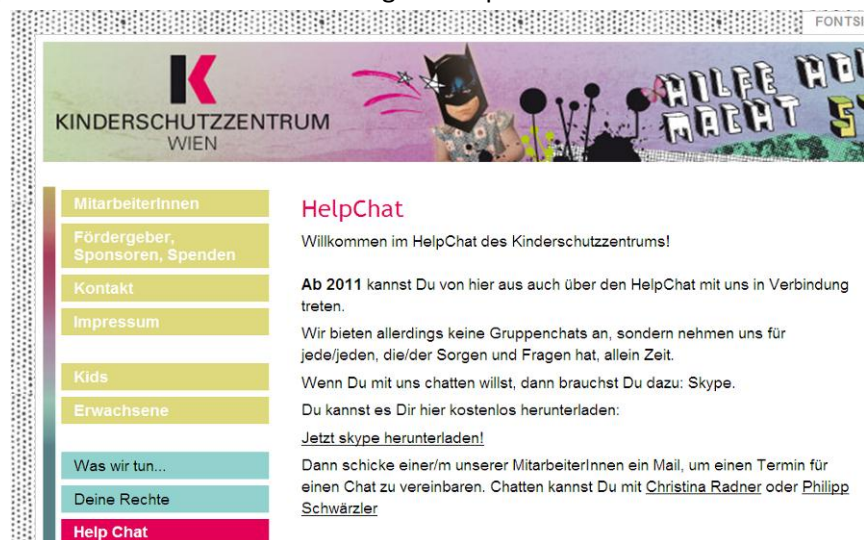 FONTSI
KINDERSCHUTZZENTRUM
WIEN
HILFE HOL
MACHT S
MitarbeiterInnen
Fördergeber,
Sponsoren, Spenden
Kontakt
Impressum
Kids
Erwachsene
Was wir tun...
Deine Rechte
Help Chat
HelpChat
Willkommen im HelpChat des Kinderschutzzentrums!
Ab 2011 kannst Du von hier aus auch über den HelpChat mit uns in Verbindung
treten.
Wir bieten allerdings keine Gruppenchats an, sondern nehmen uns für
jede/jeden, die/der Sorgen und Fragen hat, allein Zeit.
Wenn Du mit uns chatten willst, dann brauchst Du dazu: Skype.
Du kannst es Dir hier kostenlos herunterladen:
Jetzt skype herunterladen!
Dann schicke einer/m unserer MitarbeiterInnen ein Mail, um einen Termin für
einen Chat zu vereinbaren. Chatten kannst Du mit Christina Radner oder Philipp
Schwärzler